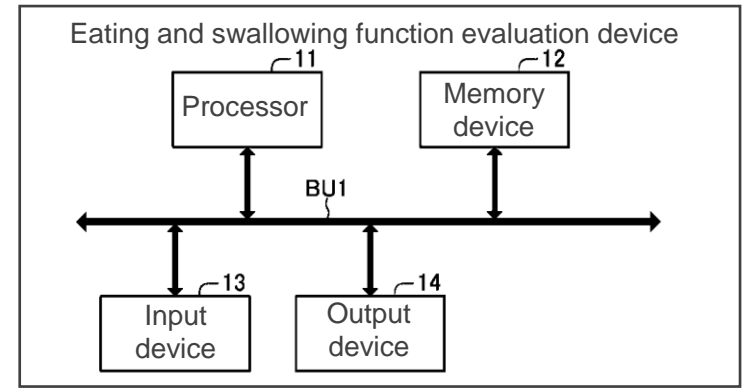 Eating and swallowing function evaluation device
11
12
Processor
Memory
device
BU1
13
14
Input
device
Output
device